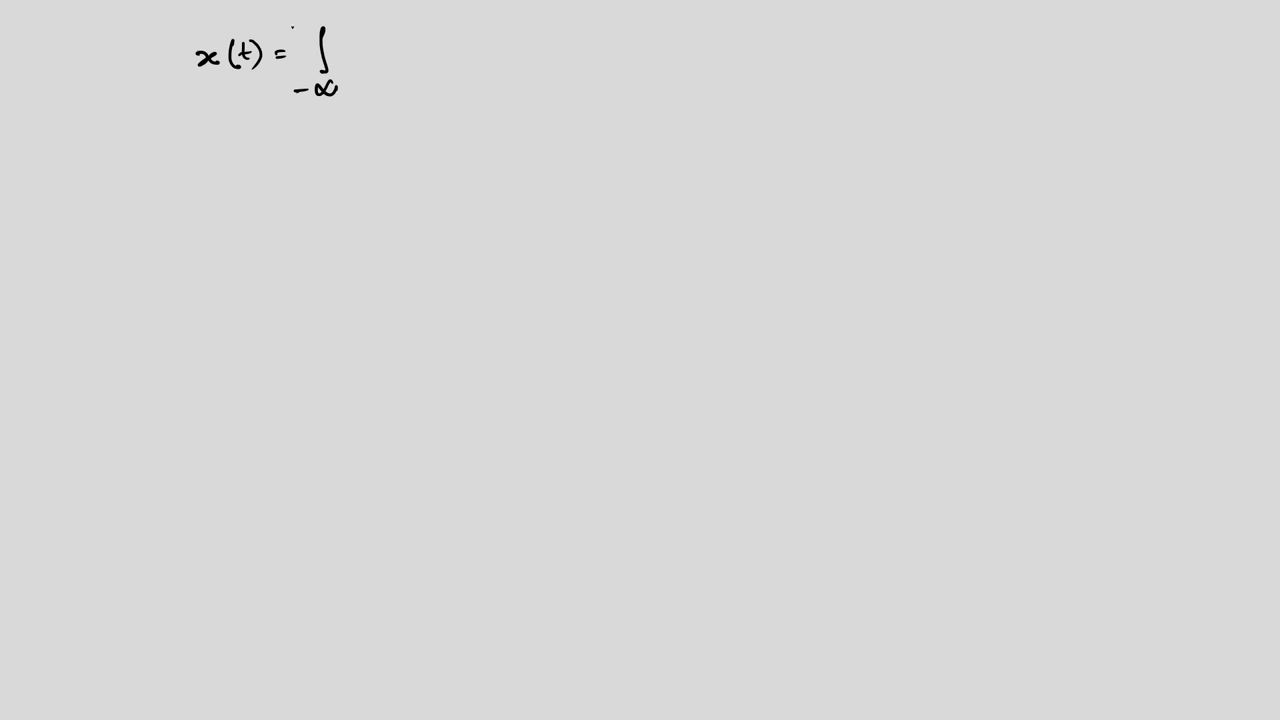 x(t) = ∫
-∞